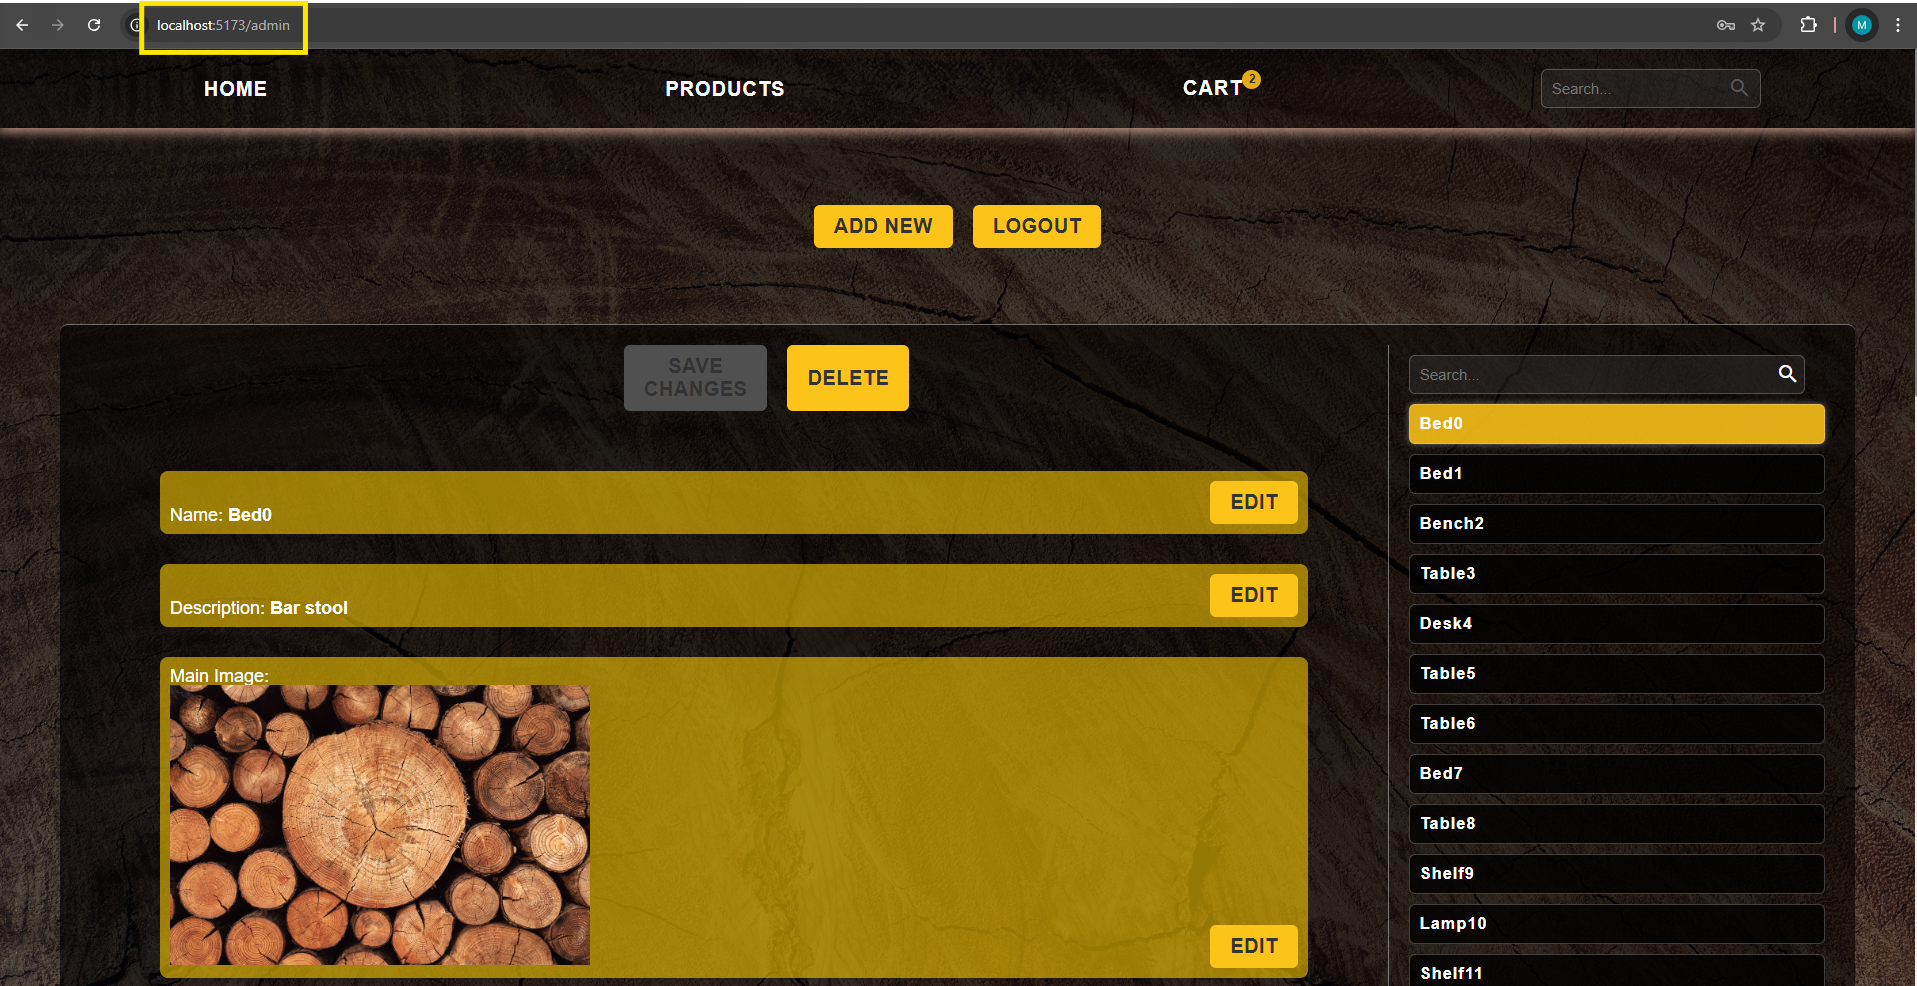 localhost:5173/admin
M
HOME
PRODUCTS
CART
2
Search...
ADD NEW
LOGOUT
SAVE
CHANGES
DELETE
Name: Bed0
EDIT
Description: Bar stool
EDIT
Main Image:
EDIT
Search...
Bed0
Bed1
Bench2
Table3
Desk4
Table5
Table6
Bed7
Table8
Shelf9
Lamp10
Shelf11